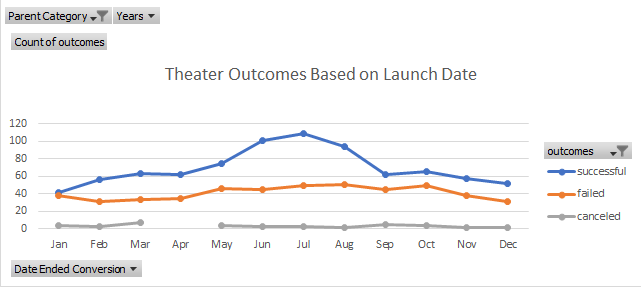 Parent Category Years
Count of outcomes
Theater Outcomes Based on Launch Date
120
100
80
60
40
20
0
Jan Feb Mar Apr May Jun Jul Aug Sep Oct Nov Dec
outcomes
successful
failed
canceled
Date Ended Conversion